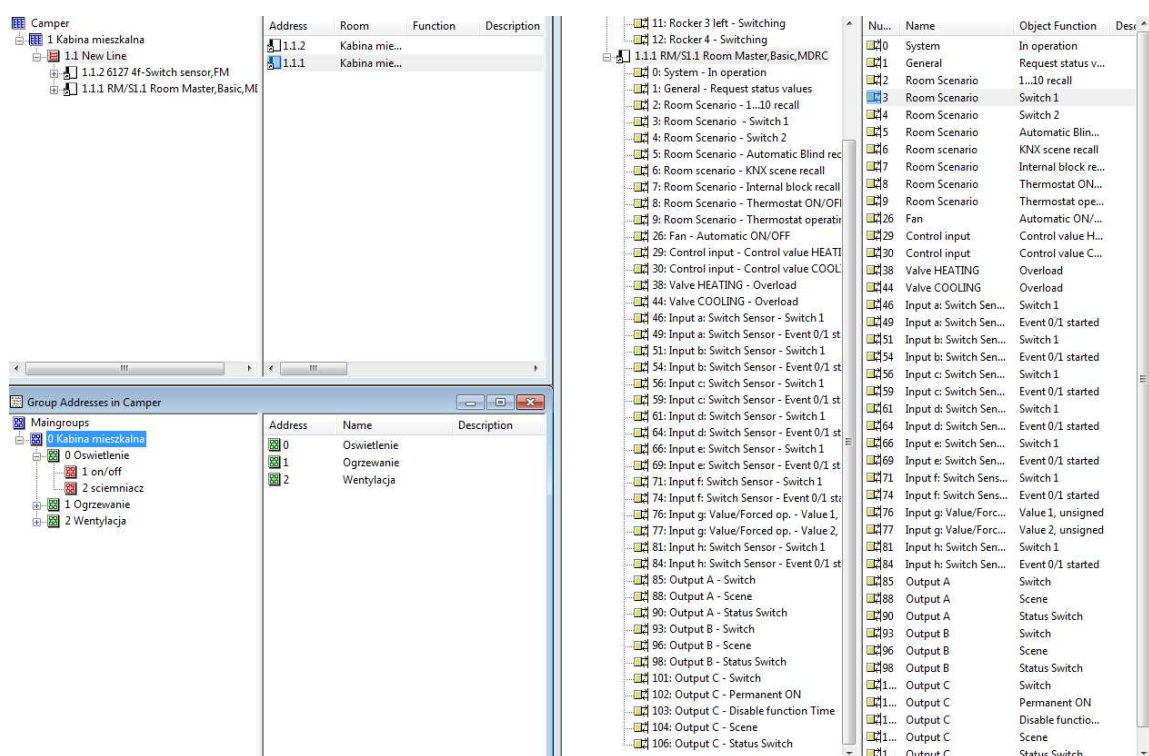 Camper
1 Kabina mieszkalna
1.1 New Line
1.1.2 6127 4f-Switch sensor,FM
1.1.1 RM/S1.1 Room Master,Basic,MD
Address Room Function Description
1.1.2 Kabina mie...
1.1.1 Kabina mie...
Group Addresses in Camper
Maingroups
0 Kabina mieszkalna
0 Oswietlenie
1 on/off
2 sciemniacz
1 Ogrzewanie
2 Wentylacja
Address Name Description
0 Oswietlenie
1 Ogrzewanie
2 Wentylacja
11: Rocker 3 left - Switching
12: Rocker 4 - Switching
1.1.1 RM/S1.1 Room Master,Basic,MDRC
0: System - In operation
1: General - Request status values
2: Room Scenario - 1...10 recall
3: Room Scenario - Switch 1
4: Room Scenario - Switch 2
5: Room Scenario - Automatic Blind rec
6: Room scenario - KNX scene recall
7: Room Scenario - Internal block recall
8: Room Scenario - Thermostat ON/OF
9: Room Scenario - Thermostat operatin
26: Fan - Automatic ON/OFF
29: Control input - Control value HEATI
30: Control input - Control value COOL
38: Valve HEATING - Overload
44: Valve COOLING - Overload
46: Input a: Switch Sensor - Switch 1
49: Input a: Switch Sensor - Event 0/1 st
51: Input b: Switch Sensor - Switch 1
54: Input b: Switch Sensor - Event 0/1 st
56: Input c: Switch Sensor - Switch 1
59: Input c: Switch Sensor - Event 0/1 st
61: Input d: Switch Sensor - Switch 1
64: Input d: Switch Sensor - Event 0/1 st
66: Input e: Switch Sensor - Switch 1
69: Input e: Switch Sensor - Event 0/1 st
71: Input f: Switch Sensor - Switch 1
74: Input f: Switch Sensor - Event 0/1 sta
76: Input g: Value/Forced op. - Value 1,
77: Input g: Value/Forced op. - Value 2,
81: Input h: Switch Sensor - Switch 1
84: Input h: Switch Sensor - Event 0/1 st
85: Output A - Switch
88: Output A - Scene
90: Output A - Status Switch
93: Output B - Switch
96: Output B - Scene
98: Output B - Status Switch
101: Output C - Switch
102: Output C - Permanent ON
103: Output C - Disable function Time
104: Output C - Scene
106: Output C - Status Switch
Nu... Name Object Function Desc
0 System In operation
1 General Request status v...
2 Room Scenario 1...10 recall
3 Room Scenario Switch 1
4 Room Scenario Switch 2
5 Room Scenario Automatic Blin...
6 Room scenario KNX scene recall
7 Room Scenario Internal block re...
8 Room Scenario Thermostat ON...
9 Room Scenario Thermostat ope...
26 Fan Automatic ON/...
29 Control input Control value H...
30 Control input Control value C...
38 Valve HEATING Overload
44 Valve COOLING Overload
46 Input a: Switch Sen... Switch 1
49 Input a: Switch Sen... Event 0/1 started
51 Input b: Switch Sen... Switch 1
54 Input b: Switch Sen... Event 0/1 started
56 Input c: Switch Sen... Switch 1
59 Input c: Switch Sen... Event 0/1 started
61 Input d: Switch Sen... Switch 1
64 Input d: Switch Sen... Event 0/1 started
66 Input e: Switch Sen... Switch 1
69 Input e: Switch Sen... Event 0/1 started
71 Input f: Switch Sens... Switch 1
74 Input f: Switch Sens... Event 0/1 started
76 Input g: Value/Forc... Value 1, unsigned
77 Input g: Value/Forc... Value 2, unsigned
81 Input h: Switch Sen... Switch 1
84 Input h: Switch Sen... Event 0/1 started
85 Output A Switch
88 Output A Scene
90 Output A Status Switch
93 Output B Switch
96 Output B Scene
98 Output B Status Switch
1... Output C Switch
1... Output C Permanent ON
1... Output C Disable functio...
1... Output C Scene
1... Output C Status Switch